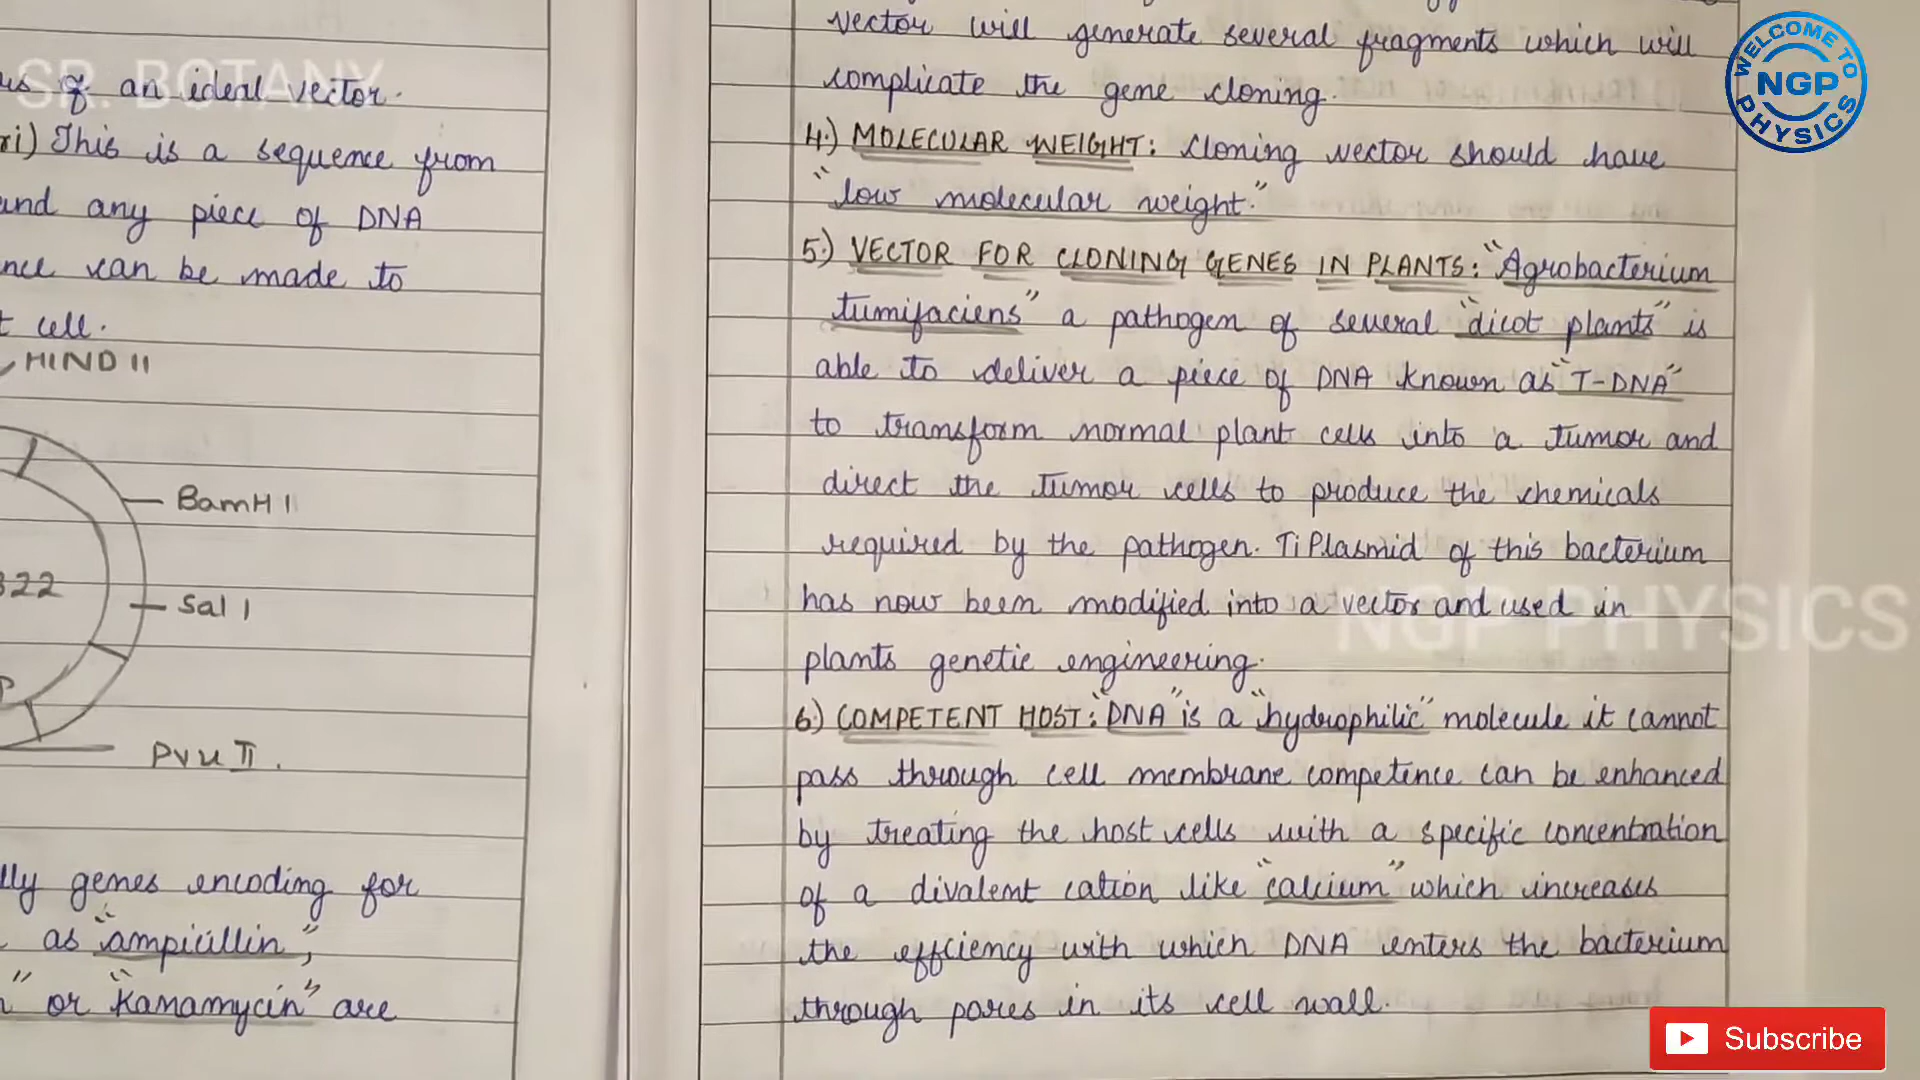 SR. BOTANY
of an ideal vector.
ri) This is a sequence from
and any piece of DNA
nce can be made to
t cell.
HIND II
BamH I
322
Sal I
Pvu II.
lly genes encoding for
as "ampicillin",
" or "Kanamycin" are
vector will generate several fragments which will
complicate the gene cloning.
4.) MOLECULAR WEIGHT: Cloning vector should have
"low molecular weight."
5.) VECTOR FOR CLONING GENES IN PLANTS: "Agrobacterium
tumifaciens" a pathogen of several "dicot plants" is
able to deliver a piece of DNA known as "T-DNA"
to transform normal plant cells into a tumor and
direct the tumor cells to produce the chemicals
required by the pathogen. Ti Plasmid of this bacterium
has now been modified into a vector and used in
plants genetic engineering.
6.) COMPETENT HOST: "DNA" is a "hydrophilic" molecule it cannot
pass through cell membrane competence can be enhanced
by treating the host cells with a specific concentration
of a divalent cation like "calcium" which increases
the effciency with which DNA enters the bacterium
through pores in its cell wall.
WELCOME TO
NGP
PHYSICS
NGP PHYSICS
Subscribe